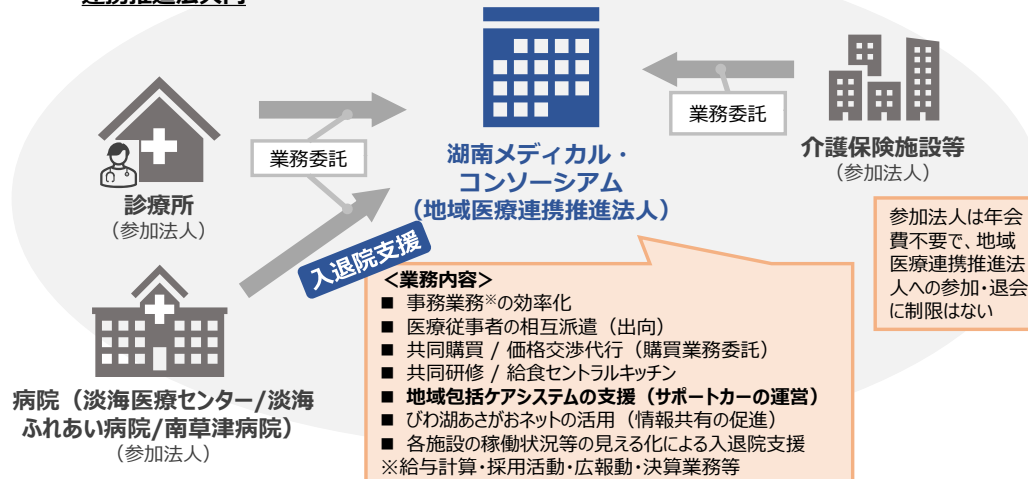 連携推進法人内
湖南メディカル・
コンソーシアム
（地域医療連携推進法人）
業務委託
業務委託
診療所
（参加法人）
介護保険施設等
（参加法人）
入退院支援
参加法人は年会
費不要で、地域
医療連携推進法
人への参加・退会
に制限はない
病院（淡海医療センター/淡海
ふれあい病院/南草津病院）
（参加法人）
＜業務内容＞
■ 事務業務※の効率化
■ 医療従事者の相互派遣（出向）
■ 共同購買 / 価格交渉代行（購買業務委託）
■ 共同研修 / 給食セントラルキッチン
■ 地域包括ケアシステムの支援（サポートカーの運営）
■ びわ湖あさがおネットの活用（情報共有の促進）
■ 各施設の稼働状況等の見える化による入退院支援
※給与計算・採用活動・広報動・決算業務等